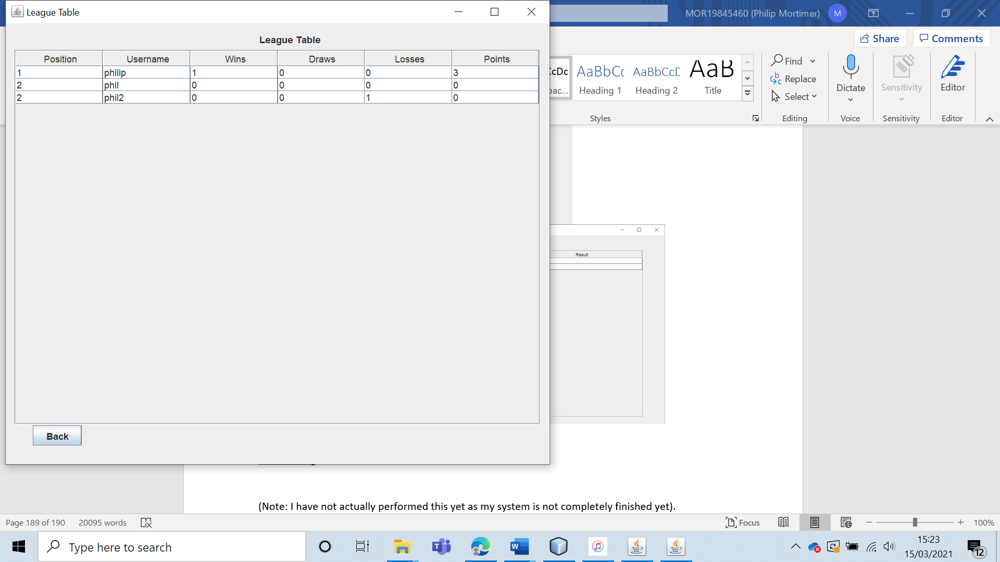 League Table
MOR19845460 (Philip Mortimer) M
Share Comments
League Table
Position Username Wins Draws Losses Points
1 philip 1 0 0 3
2 phil 0 0 0 0
2 phil2 0 0 1 0
AaBbCc AaBbCcD AaB
Heading 1 Heading 2 Title
Styles
Find
Replace
Select
Editing
Dictate
Voice
Sensitivity
Sensitivity
Editor
Editor
Result
Back
(Note: I have not actually performed this yet as my system is not completely finished yet).
Page 189 of 190 20095 words Focus 100%
Type here to search
15:23
15/03/2021
12